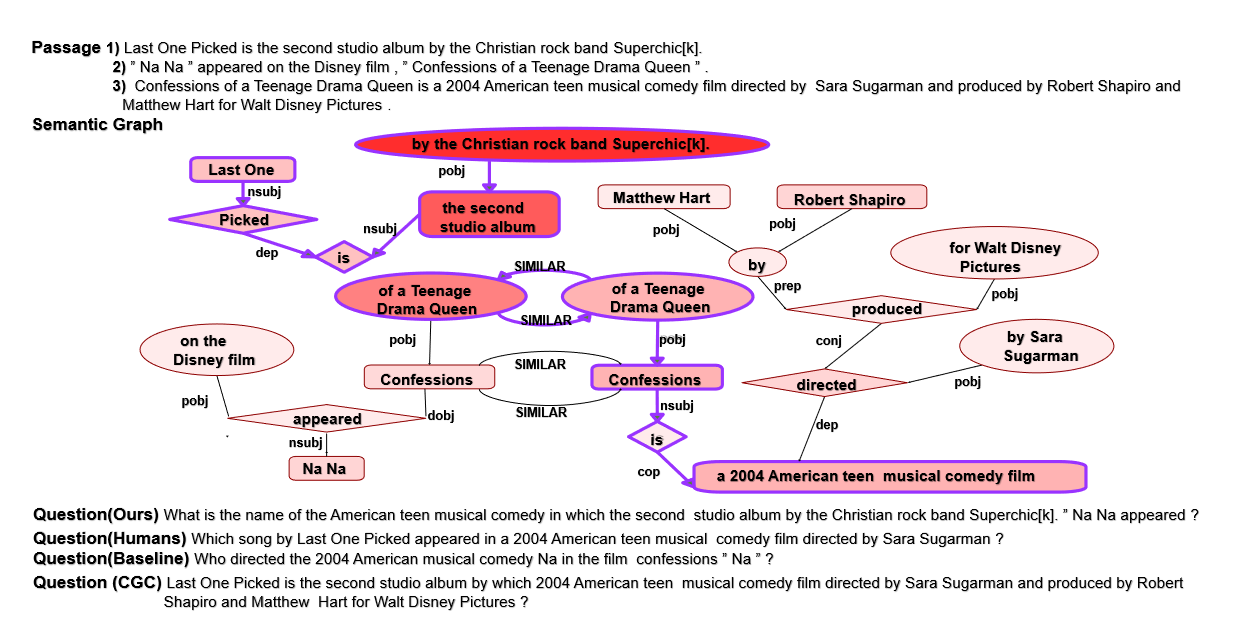 Passage 1) Last One Picked is the second studio album by the Christian rock band Superchic[k].
2) ” Na Na ” appeared on the Disney film , ” Confessions of a Teenage Drama Queen ” .
3) Confessions of a Teenage Drama Queen is a 2004 American teen musical comedy film directed by Sara Sugarman and produced by Robert Shapiro and
Matthew Hart for Walt Disney Pictures .
Semantic Graph
by the Christian rock band Superchic[k].
Last One
pobj
nsubj
Matthew Hart
Robert Shapiro
the second
studio album
Picked
nsubj
pobj
pobj
dep
is
for Walt Disney
Pictures
by
SIMILAR
of a Teenage
Drama Queen
of a Teenage
Drama Queen
prep
pobj
produced
SIMILAR
on the
Disney film
pobj
pobj
conj
by Sara
Sugarman
SIMILAR
Confessions
Confessions
directed
pobj
pobj
SIMILAR
nsubj
appeared
dobj
dep
nsubj
is
Na Na
cop
a 2004 American teen musical comedy film
Question(Ours) What is the name of the American teen musical comedy in which the second studio album by the Christian rock band Superchic[k]. ” Na Na appeared ?
Question(Humans) Which song by Last One Picked appeared in a 2004 American teen musical comedy film directed by Sara Sugarman ?
Question(Baseline) Who directed the 2004 American musical comedy Na in the film confessions ” Na ” ?
Question (CGC) Last One Picked is the second studio album by which 2004 American teen musical comedy film directed by Sara Sugarman and produced by Robert
Shapiro and Matthew Hart for Walt Disney Pictures ?